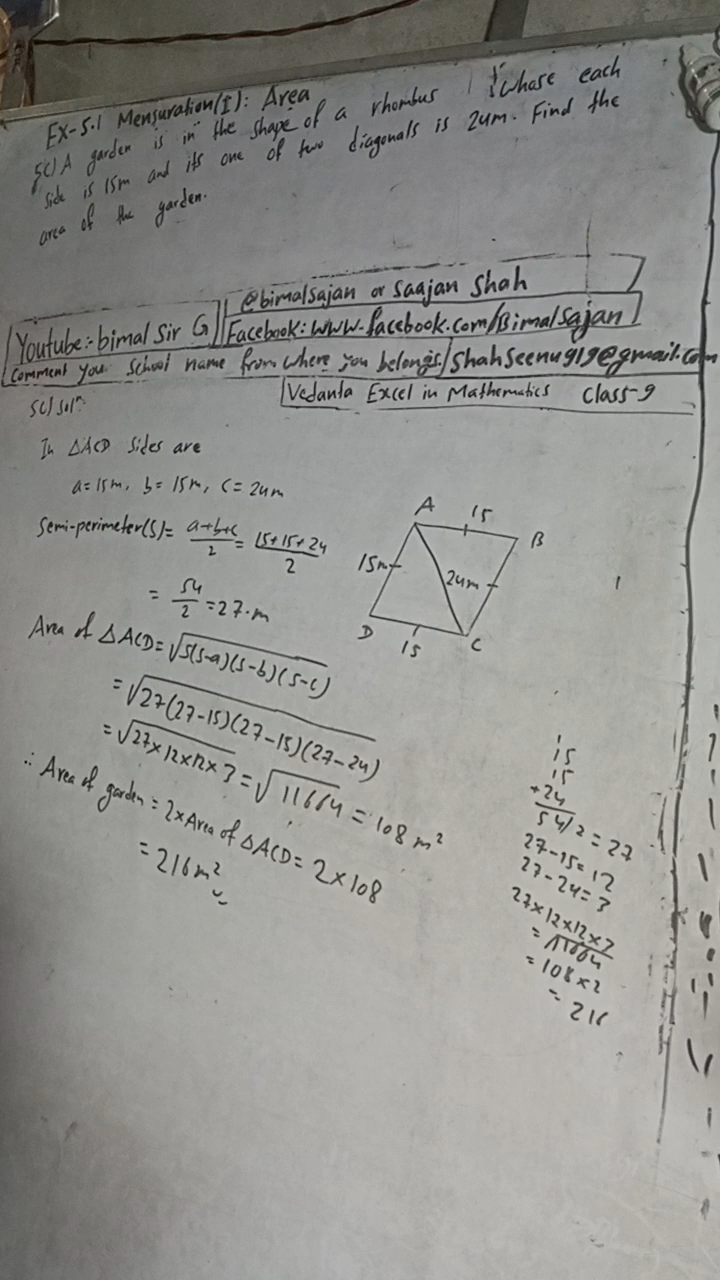 Ex-5.1 Mensuration(I): Area
5c) A garden is in the shape of a rhombus whose each
side is 15m and its one of two diagonals is 24m. Find the
area of the garden.
@bimalsajan or Saajan Shah
Youtube:- bimal Sir G
Facebook: www.facebook.com/Bimalsajan
Comment your School name from where you belongs/ShahSeenu919@gmail.com
Vedanta Excel in Mathematics Class-9
5c) Solⁿ:
In △ACD Sides are
a=15m, b=15m, c=24m
Semi-perimeter(s)= a+b+c/2 = 15+15+24/2
= 54/2 = 27.m
Area of △ACD= √s(s-a)(s-b)(s-c)
= √27(27-15)(27-15)(27-24)
= √27×12×12×3 = √11664 = 108 m²
∴ Area of garden = 2×Area of △ACD= 2×108
= 216m²
A
15
B
15m
24m
D
15
C
15
15
+24
54/2=27
27-15=12
27-24=3
27×12×12×3
= 11664
= 108×2
= 216